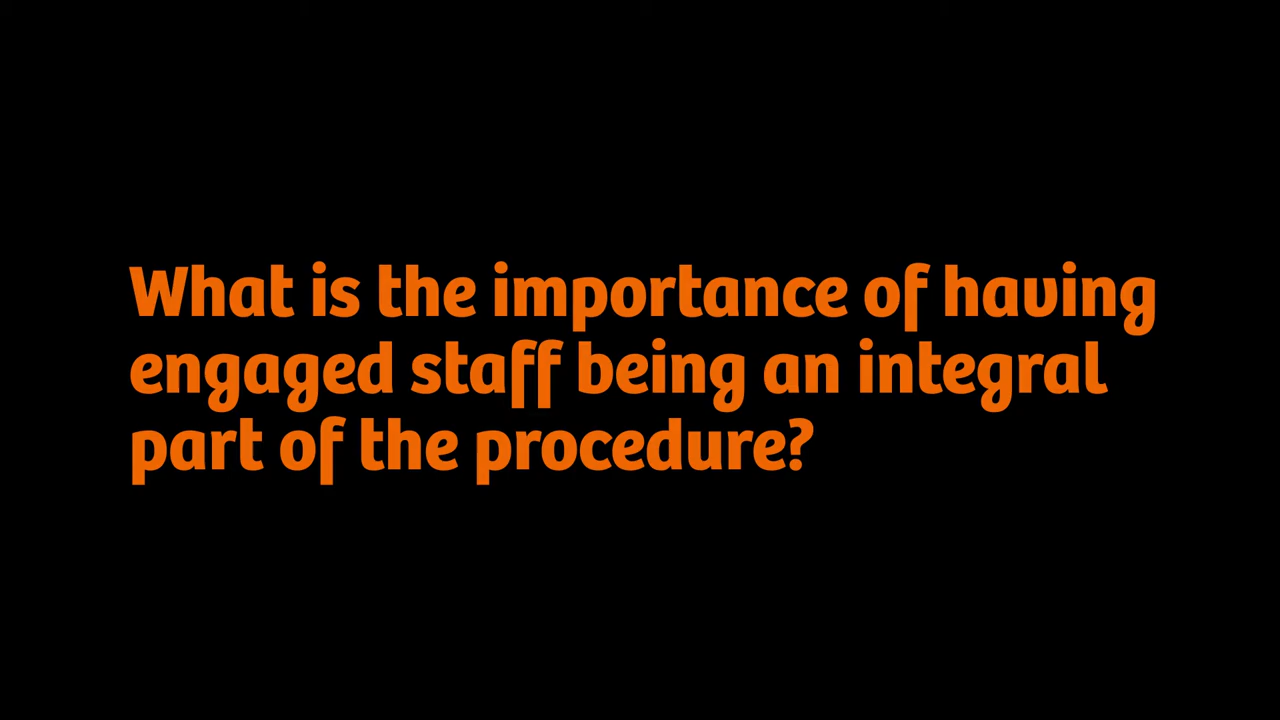 What is the importance of having
engaged staff being an integral
part of the procedure?